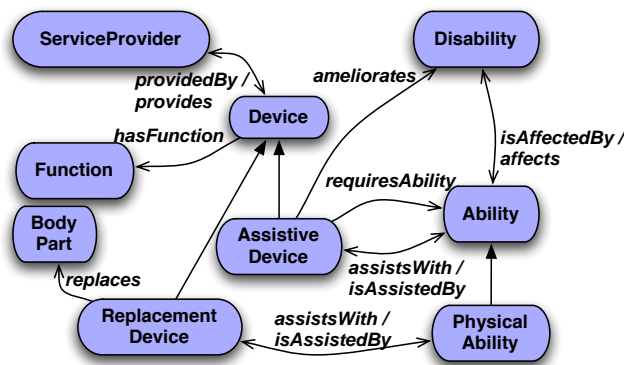 ServiceProvider
Disability
providedBy /
provides
ameliorates
Device
hasFunction
isAffectedBy /
affects
Function
requiresAbility
Body
Part
Assistive
Device
Ability
assistsWith /
isAssistedBy
replaces
Replacement
Device
assistsWith /
isAssistedBy
Physical
Ability